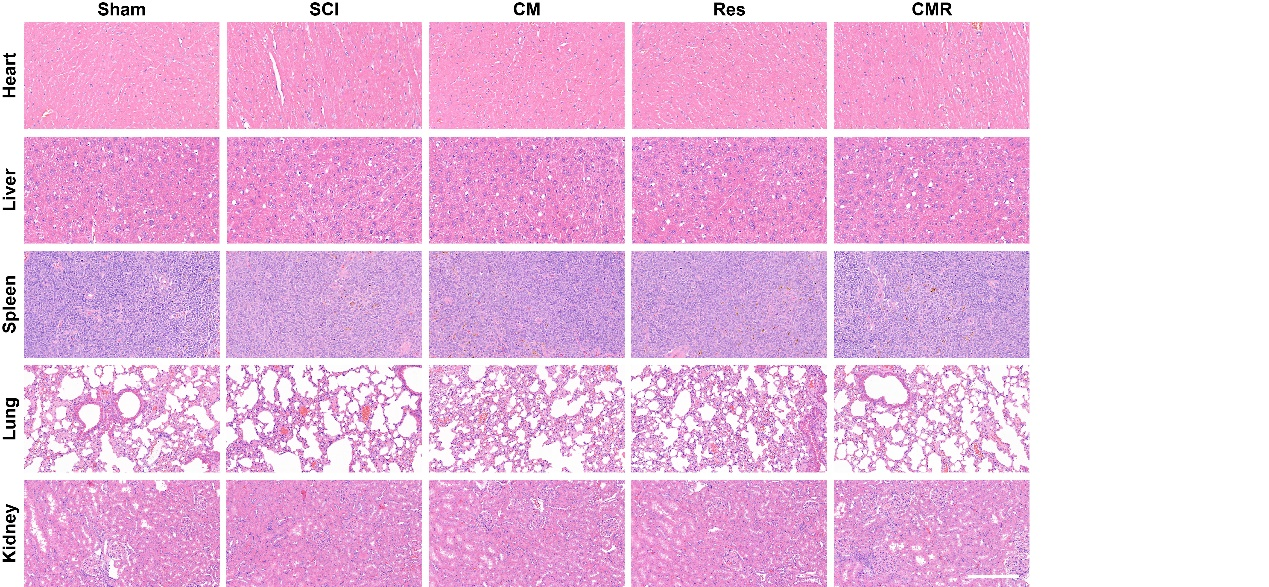 Sham SCI CM Res CMR
Heart
Liver
Spleen
Lung
Kidney